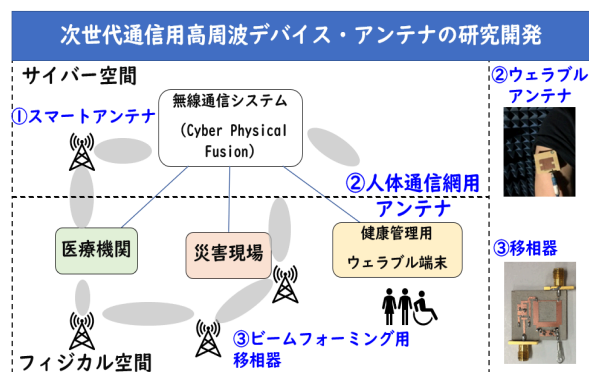 次世代通信用高周波デバイス・アンテナの研究開発
サイバー空間
①スマートアンテナ
無線通信システム
(Cyber Physical
Fusion)
②人体通信網用
アンテナ
医療機関
災害現場
健康管理用
ウェラブル端末
③ビームフォーミング用
移相器
フィジカル空間
②ウェラブル
アンテナ
③移相器